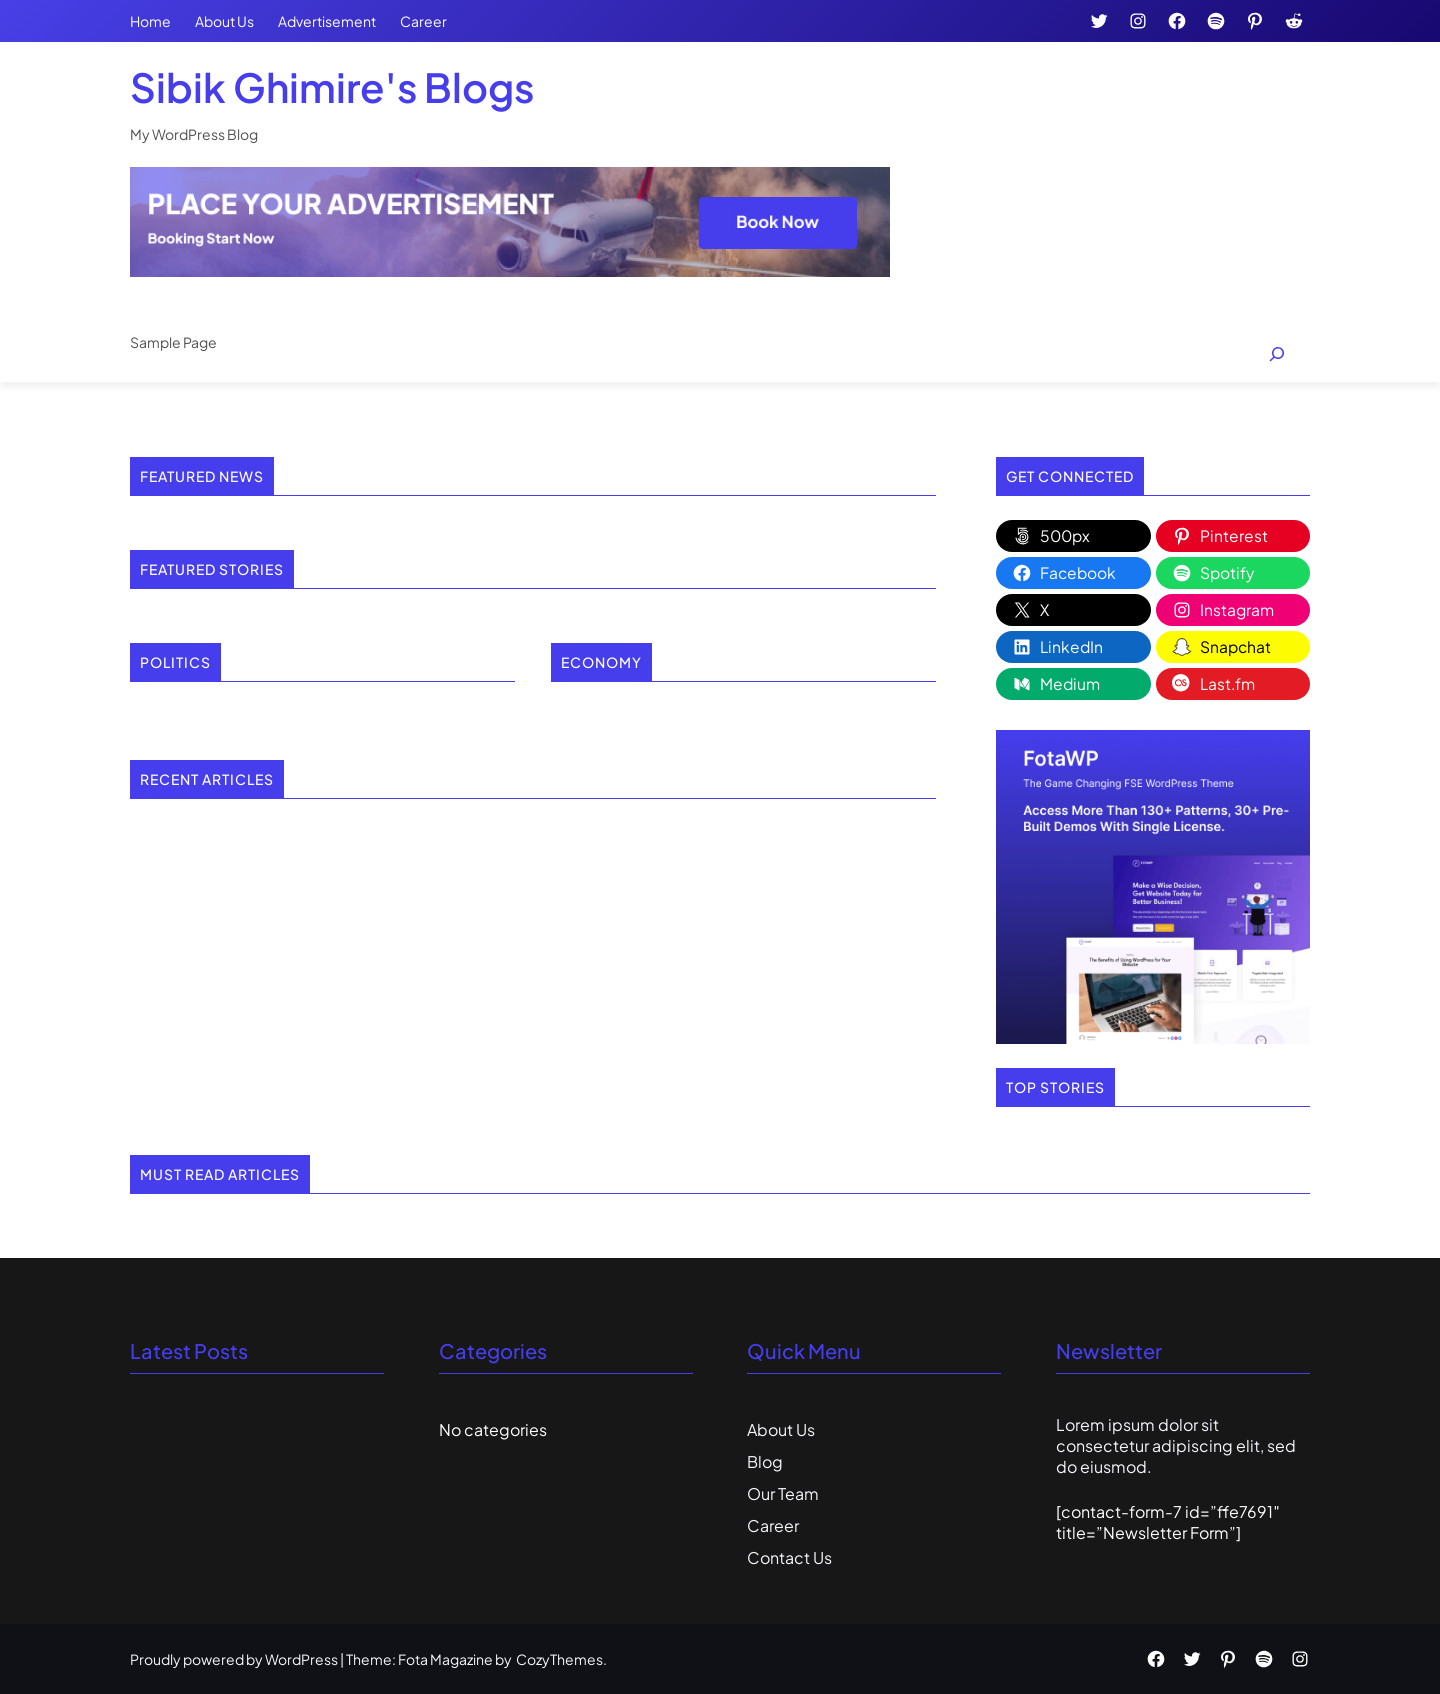 Home About Us Advertisement Career
Sibik Ghimire's Blogs
My WordPress Blog
PLACE YOUR ADVERTISEMENT
Booking Start Now
Book Now
Sample Page
FEATURED NEWS
FEATURED STORIES
POLITICS
ECONOMY
RECENT ARTICLES
GET CONNECTED
500px Pinterest
Facebook Spotify
X Instagram
LinkedIn Snapchat
Medium Last.fm
FotaWP
The Game Changing FSE WordPress Theme
Access More Than 130+ Patterns, 30+ Pre-
Built Demos With Single License.
Make a Wise Decision,
Get Website Today for
Better Business!
The Benefits of Using WordPress for Your
Website
TOP STORIES
MUST READ ARTICLES
Latest Posts
Categories
No categories
Quick Menu
About Us
Blog
Our Team
Career
Contact Us
Newsletter
Lorem ipsum dolor sit
consectetur adipiscing elit, sed
do eiusmod.
[contact-form-7 id=”ffe7691"
title=”Newsletter Form”]
Proudly powered by WordPress | Theme: Fota Magazine by CozyThemes.